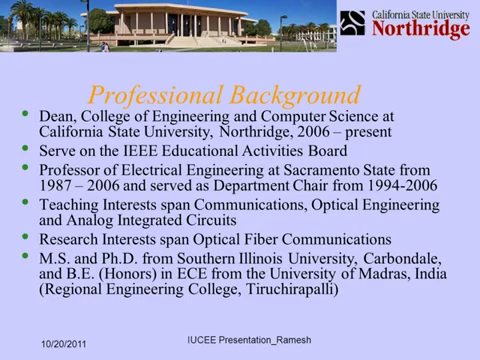 California State University
Northridge
Professional Background
Dean, College of Engineering and Computer Science at
California State University, Northridge, 2006 – present
Serve on the IEEE Educational Activities Board
Professor of Electrical Engineering at Sacramento State from
1987 – 2006 and served as Department Chair from 1994-2006
Teaching Interests span Communications, Optical Engineering
and Analog Integrated Circuits
Research Interests span Optical Fiber Communications
M.S. and Ph.D. from Southern Illinois University, Carbondale,
and B.E. (Honors) in ECE from the University of Madras, India
(Regional Engineering College, Tiruchirapalli)
10/20/2011
IUCEE Presentation_Ramesh